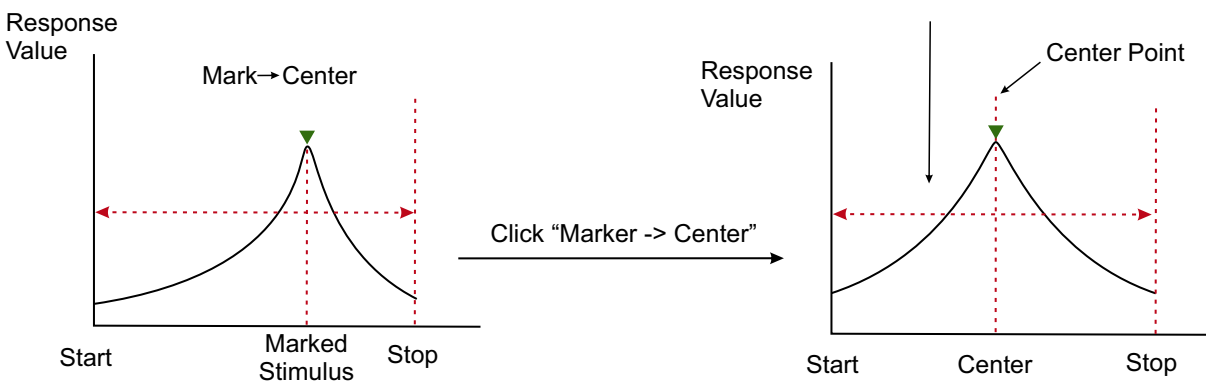 Response
Value
Mark→Center
Start
Marked
Stimulus
Stop
Click “Marker -> Center”
Response
Value
Center Point
Start
Center
Stop